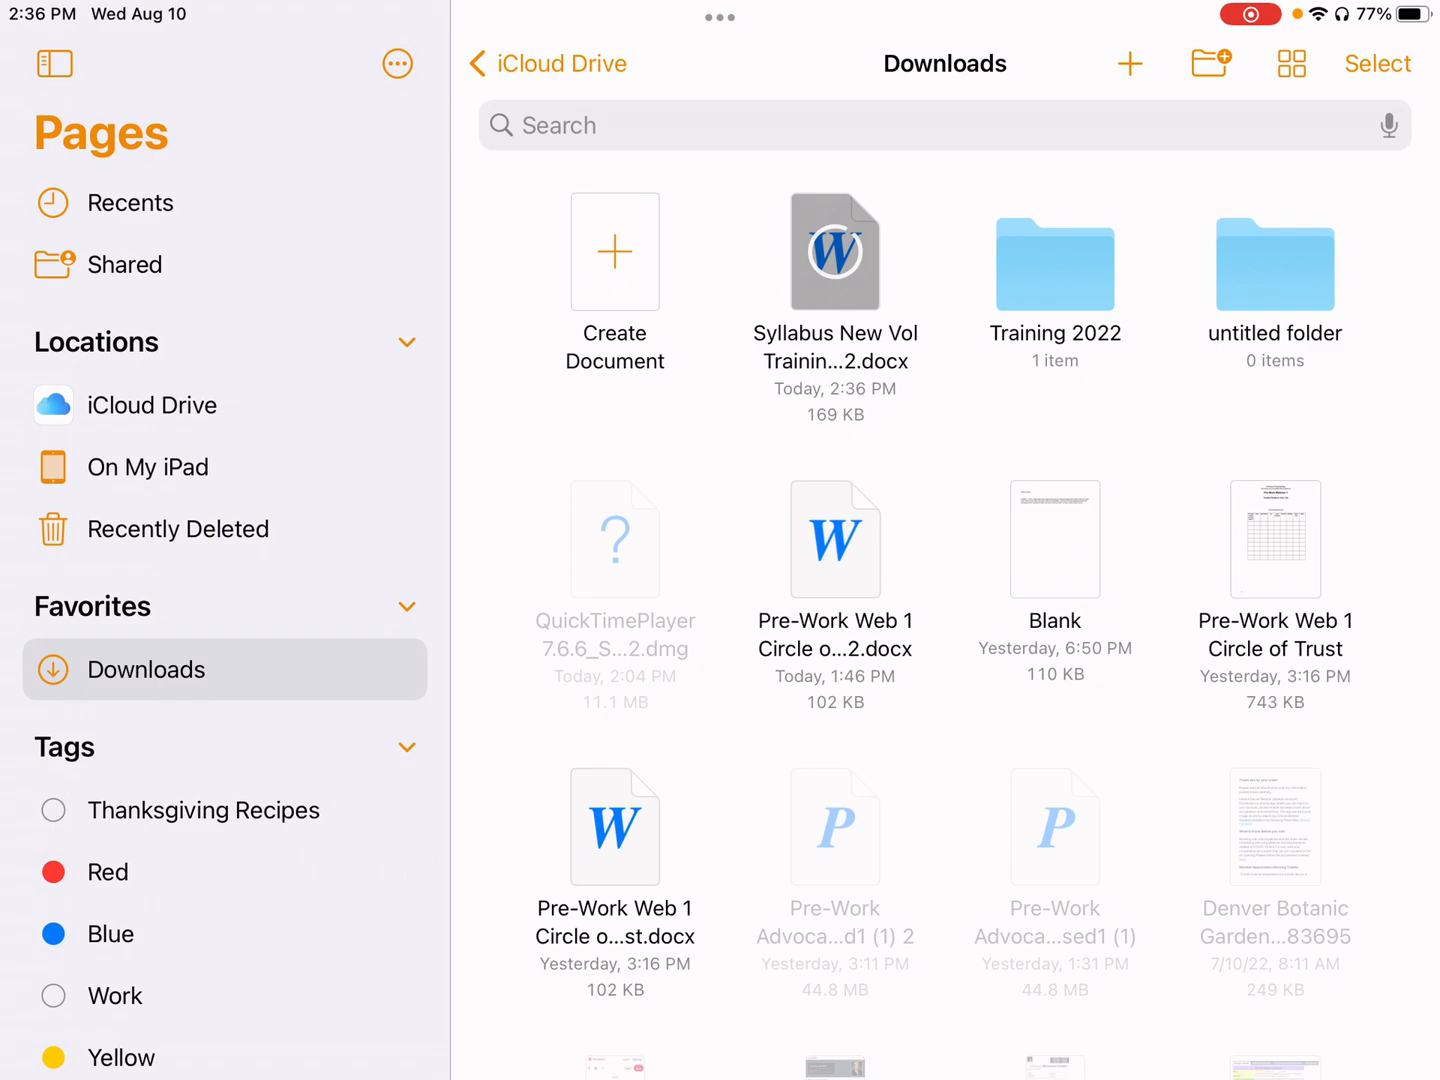 2:36 PM Wed Aug 10
77%
Pages
Recents
Shared
Locations
iCloud Drive
On My iPad
Recently Deleted
Favorites
Downloads
Tags
Thanksgiving Recipes
Red
Blue
Work
Yellow
iCloud Drive
Downloads
Select
Search
Create
Document
W
Syllabus New Vol
Trainin...2.docx
Today, 2:36 PM
169 KB
Training 2022
1 item
untitled folder
0 items
?
QuickTimePlayer
7.6.6_S...2.dmg
Today, 2:04 PM
11.1 MB
W
Pre-Work Web 1
Circle o...2.docx
Today, 1:46 PM
102 KB
Blank
Yesterday, 6:50 PM
110 KB
Pre-Work Web 1
Circle of Trust
Yesterday, 3:16 PM
743 KB
W
Pre-Work Web 1
Circle o...st.docx
Yesterday, 3:16 PM
102 KB
P
Pre-Work
Advoca...d1 (1) 2
Yesterday, 3:11 PM
44.8 MB
P
Pre-Work
Advoca...sed1 (1)
Yesterday, 1:31 PM
44.8 MB
Denver Botanic
Garden...83695
7/10/22, 8:11 AM
249 KB